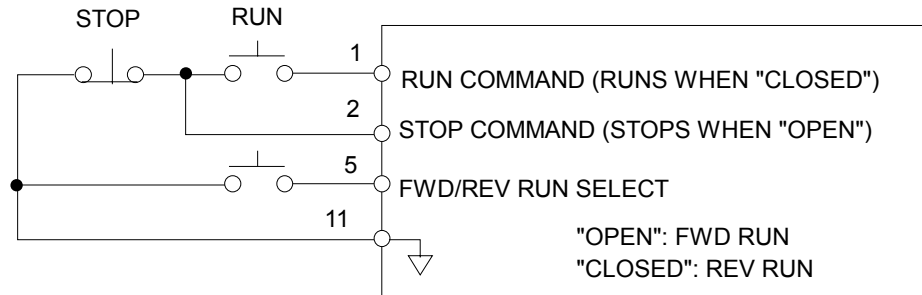 STOP RUN
1
RUN COMMAND (RUNS WHEN "CLOSED")
2
STOP COMMAND (STOPS WHEN "OPEN")
5
FWD/REV RUN SELECT
11
"OPEN": FWD RUN
"CLOSED": REV RUN